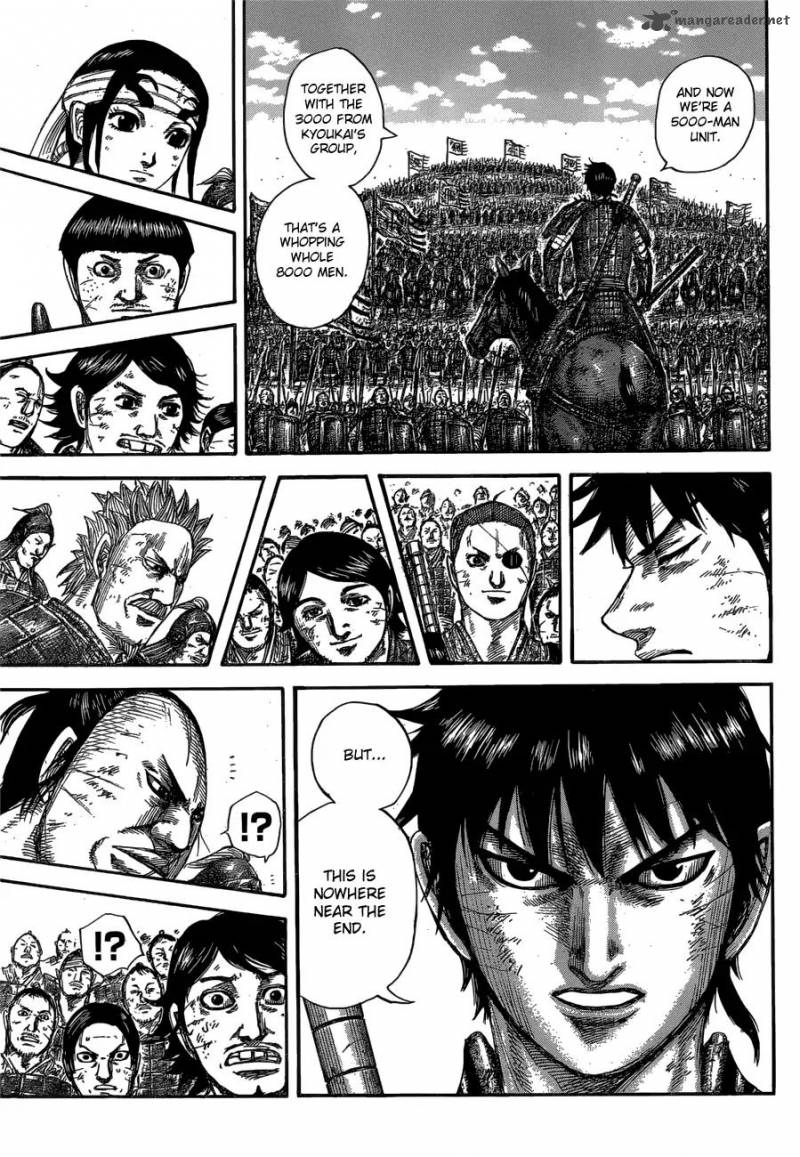 mangareader.net
AND NOW
WE'RE A
5000-MAN
UNIT.
TOGETHER
WITH THE
3000 FROM
KYOUKAI'S
GROUP,
THAT'S A
WHOPPING
WHOLE
8000 MEN.
BUT...
THIS IS
NOWHERE
NEAR THE
END.
!?
!?